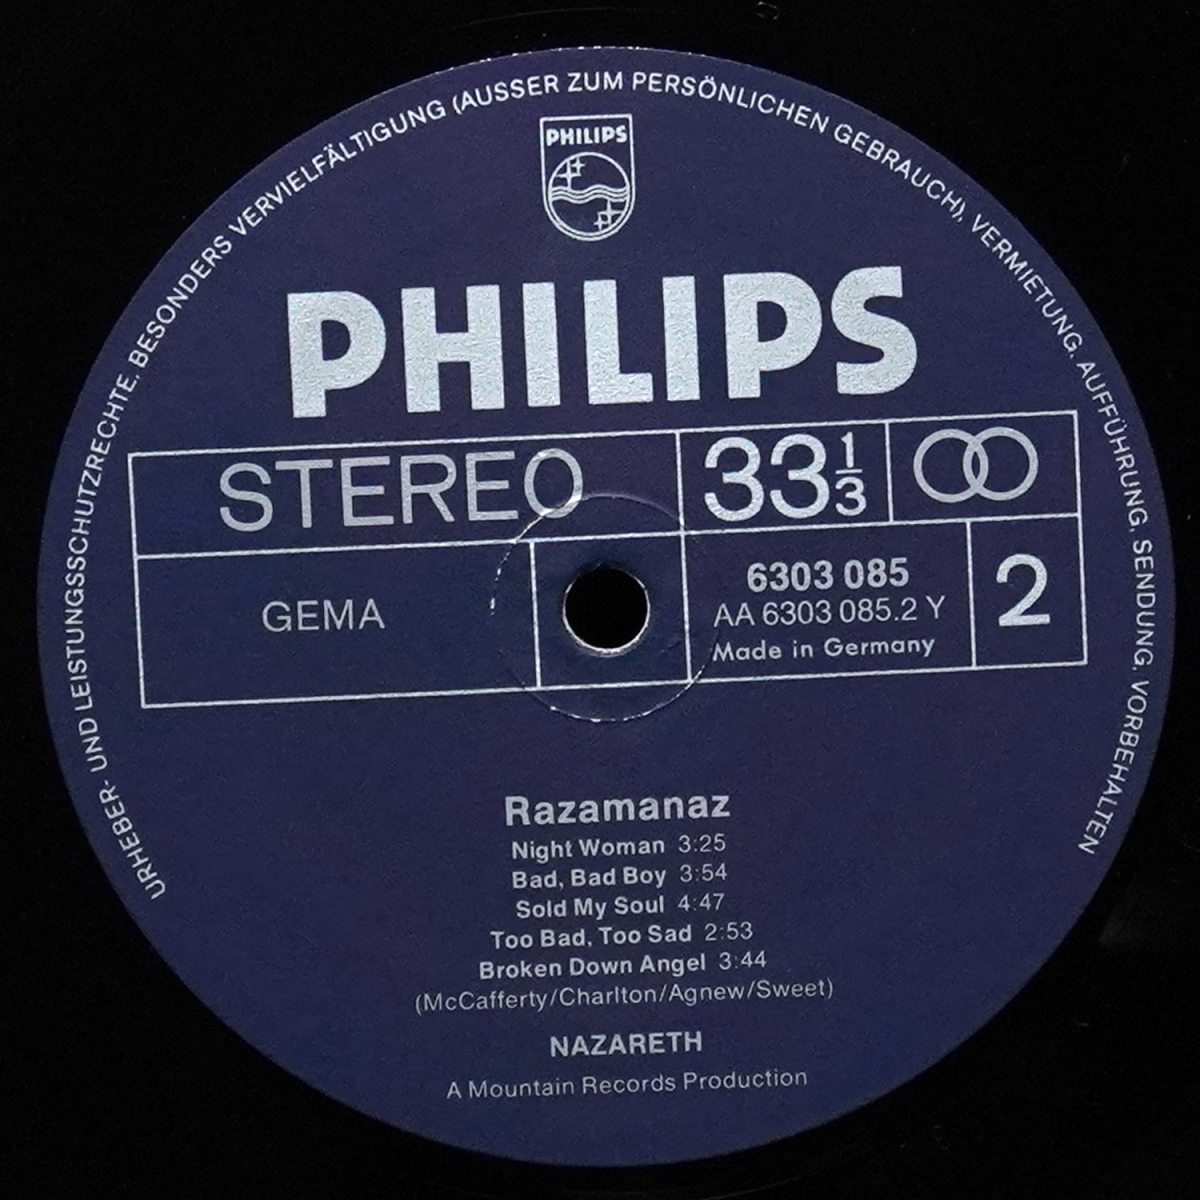 URHEBER- UND LEISTUNGSSCHUTZRECHTE, BESONDERS VERVIELFÄLTIGUNG (AUSSER ZUM PERSÖNLICHEN GEBRAUCH), VERMIETUNG, AUFFÜHRUNG, SENDUNG, VORBEHALTEN
PHILIPS
PHILIPS
STEREO 33 1/3
GEMA
6303 085
AA 6303 085.2 Y
Made in Germany
2
Razamanaz
Night Woman 3:25
Bad, Bad Boy 3:54
Sold My Soul 4:47
Too Bad, Too Sad 2:53
Broken Down Angel 3:44
(McCafferty/Charlton/Agnew/Sweet)
NAZARETH
A Mountain Records Production